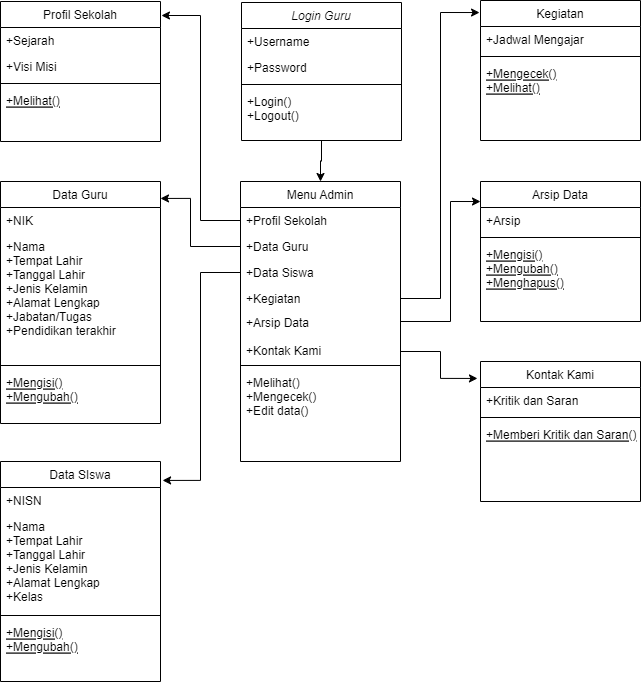 Profil Sekolah
+Sejarah
+Visi Misi
+Melihat()
Login Guru
+Username
+Password
+Login()
+Logout()
Kegiatan
+Jadwal Mengajar
+Mengecek()
+Melihat()
Data Guru
+NIK
+Nama
+Tempat Lahir
+Tanggal Lahir
+Jenis Kelamin
+Alamat Lengkap
+Jabatan/Tugas
+Pendidikan terakhir
+Mengisi()
+Mengubah()
Menu Admin
+Profil Sekolah
+Data Guru
+Data Siswa
+Kegiatan
+Arsip Data
+Kontak Kami
+Melihat()
+Mengecek()
+Edit data()
Arsip Data
+Arsip
+Mengisi()
+Mengubah()
+Menghapus()
Kontak Kami
+Kritik dan Saran
+Memberi Kritik dan Saran()
Data SIswa
+NISN
+Nama
+Tempat Lahir
+Tanggal Lahir
+Jenis Kelamin
+Alamat Lengkap
+Kelas
+Mengisi()
+Mengubah()